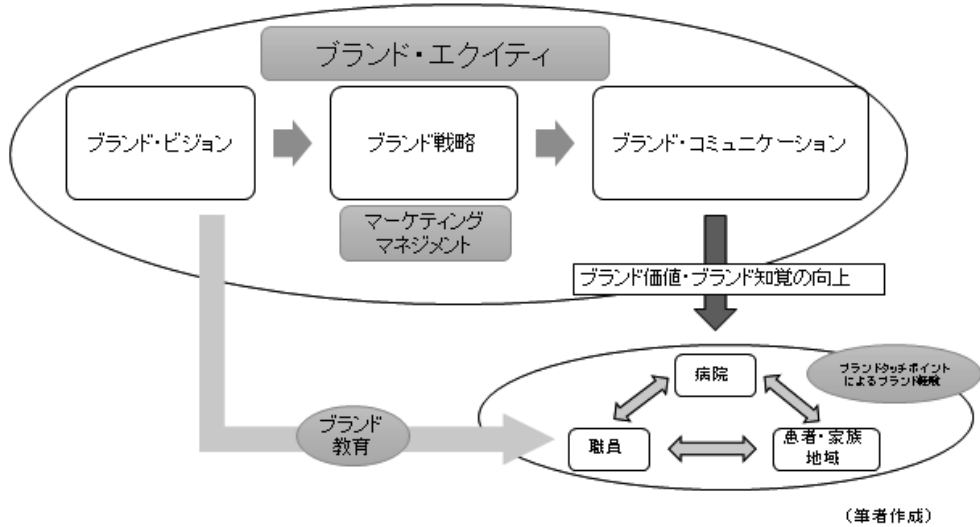 ブランド・エクイティ
ブランド・ビジョン
ブランド戦略
ブランド・コミュニケーション
マーケティング
マネジメント
ブランド価値・ブランド知覚の向上
ブランドタッチポイント
によるブランド経験
病院
職員
患者・家族
地域
ブランド
教育
(筆者作成)